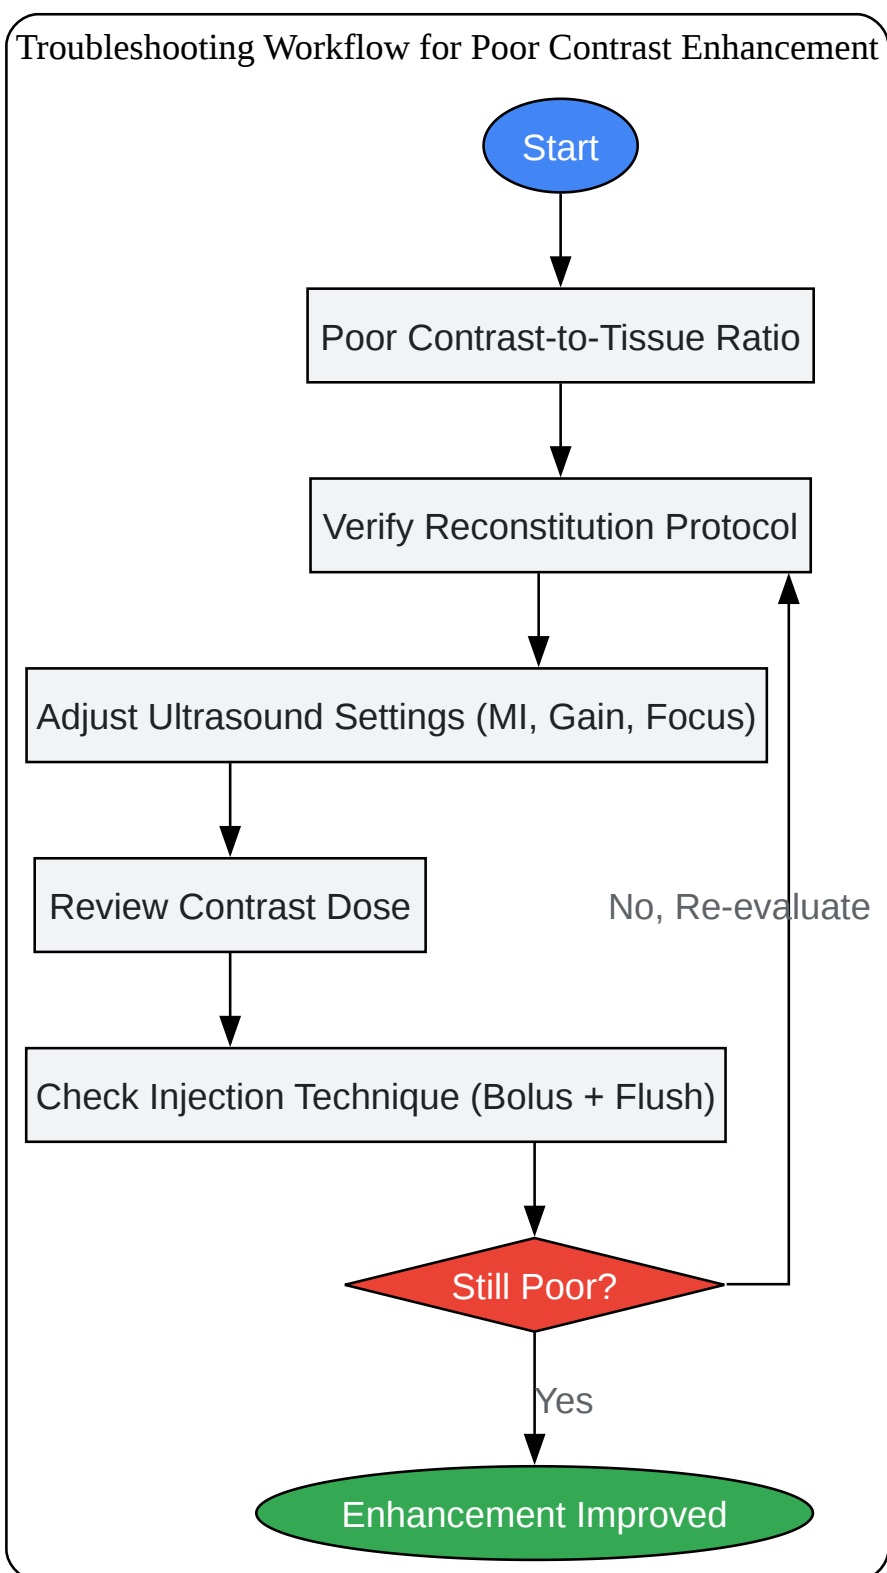 Troubleshooting Workflow for Poor Contrast Enhancement
Start
Poor Contrast-to-Tissue Ratio
Verify Reconstitution Protocol
Adjust Ultrasound Settings (MI, Gain, Focus)
Review Contrast Dose
No, Re-evaluate
Check Injection Technique (Bolus + Flush)
Still Poor?
Yes
Enhancement Improved